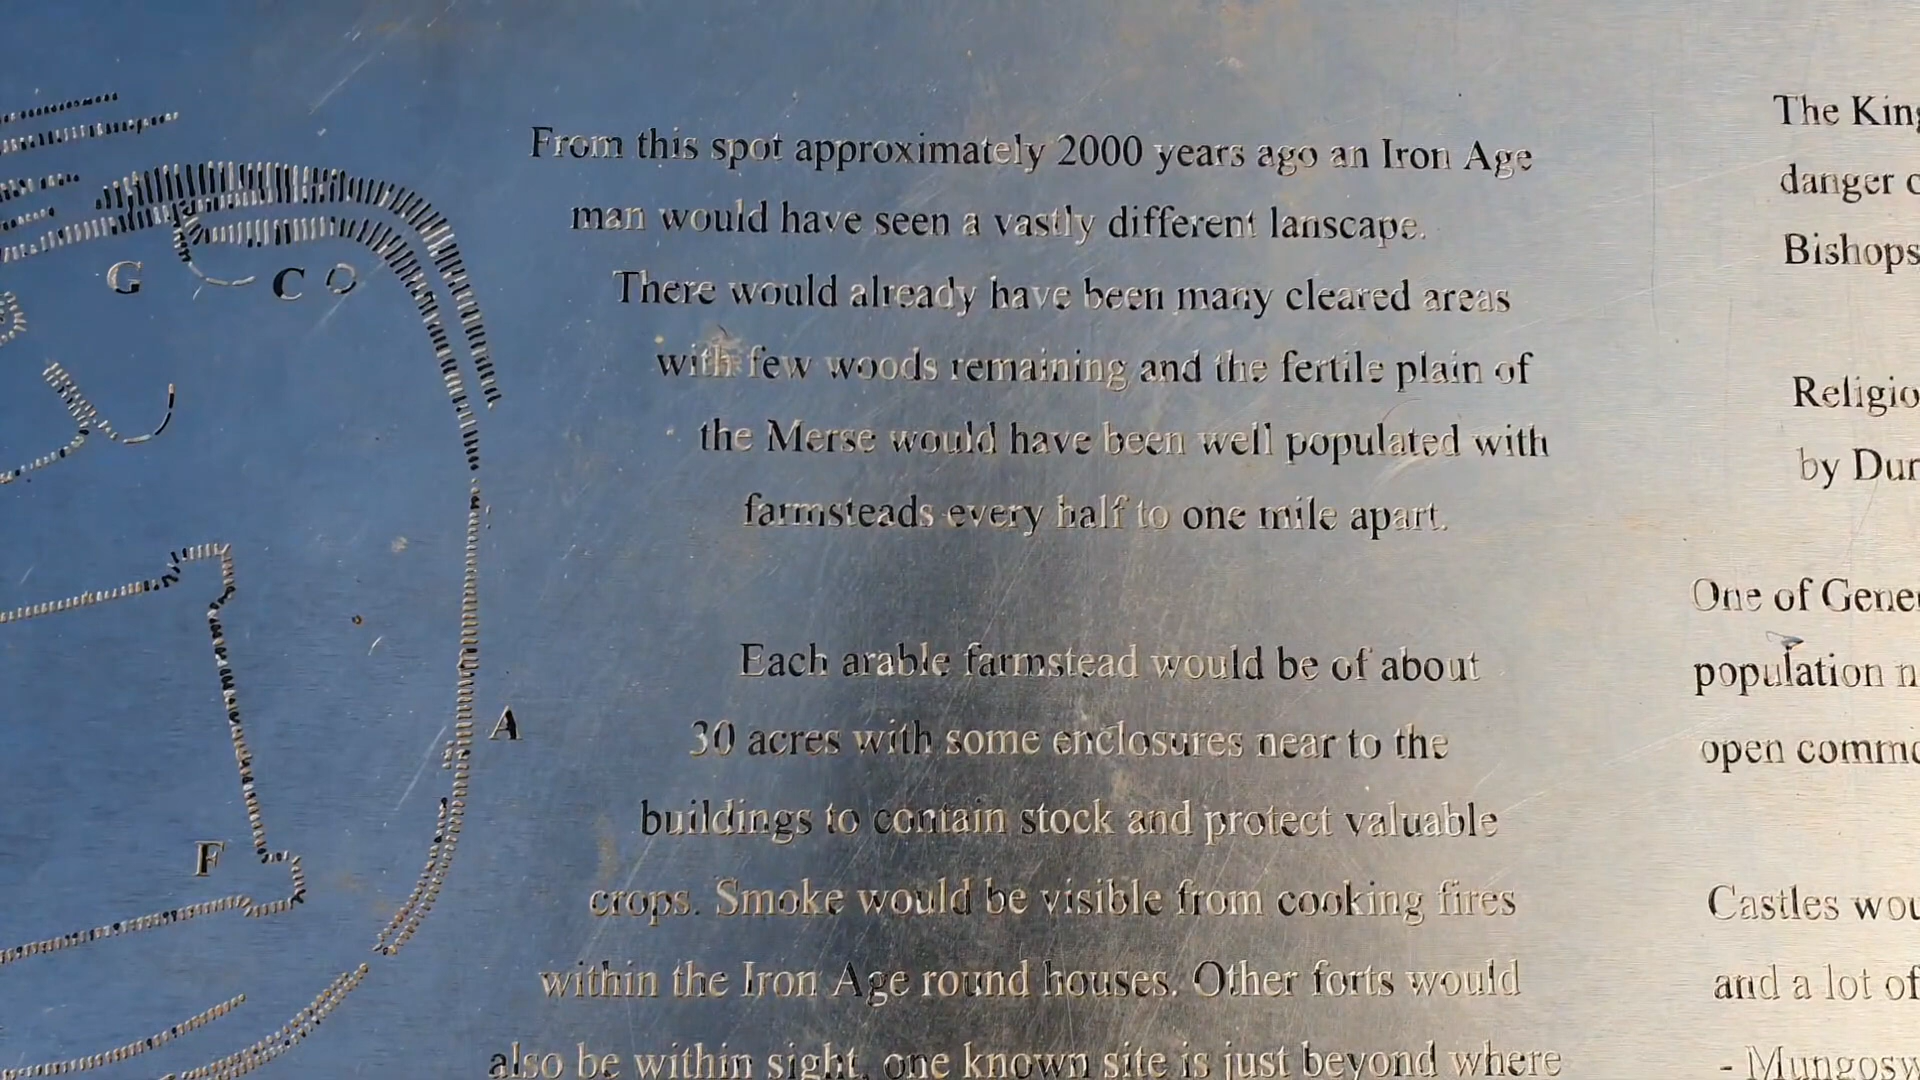 G
C
A
F
From this spot approximately 2000 years ago an Iron Age
man would have seen a vastly different lanscape.
There would already have been many cleared areas
with few woods remaining and the fertile plain of
the Merse would have been well populated with
farmsteads every half to one mile apart.
Each arable farmstead would be of about
30 acres with some enclosures near to the
buildings to contain stock and protect valuable
crops. Smoke would be visible from cooking fires
within the Iron Age round houses. Other forts would
also be within sight, one known site is just beyond where
The
danger
Bishops
by
One of
population
open
Castles
and a lot of
-